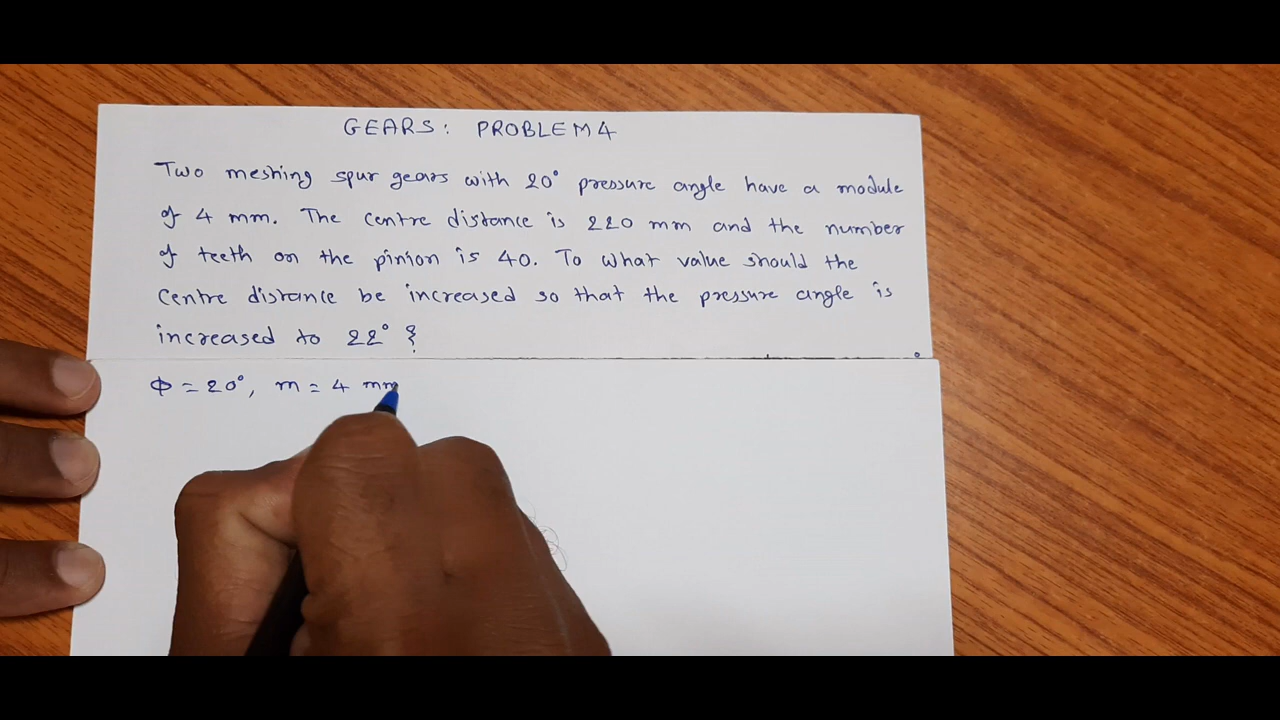 GEARS: PROBLEM 4
Two meshing spur gears with 20° pressure angle have a module
of 4 mm. The centre distance is 220 mm and the number
of teeth on the pinion is 40. To what value should the
centre distance be increased so that the pressure angle is
increased to 22° ?
Φ = 20°, m = 4 mm